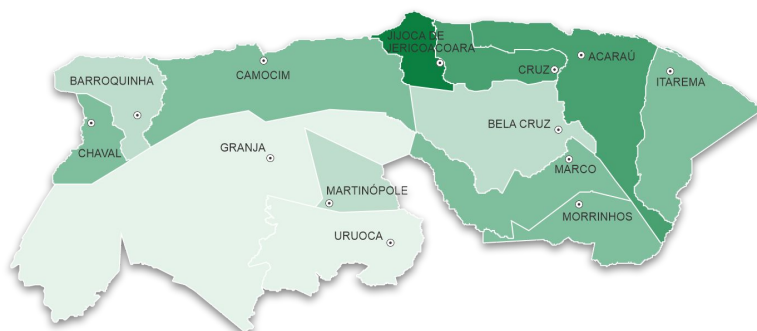 JIJOCA DE
JERICOACOARA
ACARAÚ
CRUZ
CAMOCIM
BARROQUINHA
ITAREMA
BELA CRUZ
CHAVAL
GRANJA
MARCO
MARTINÓPOLE
MORRINHOS
URUOCA